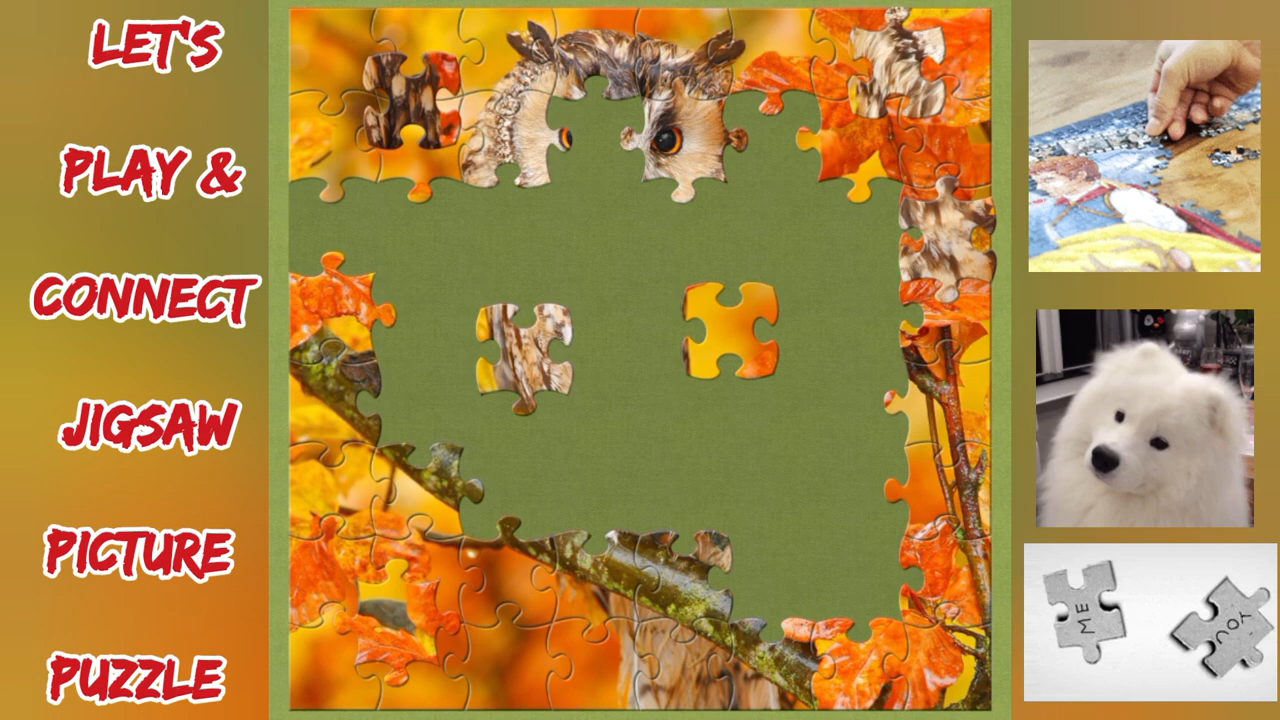 LET'S
PLAY &
CONNECT
JIGSAW
PICTURE
PUZZLE
ME
YOU